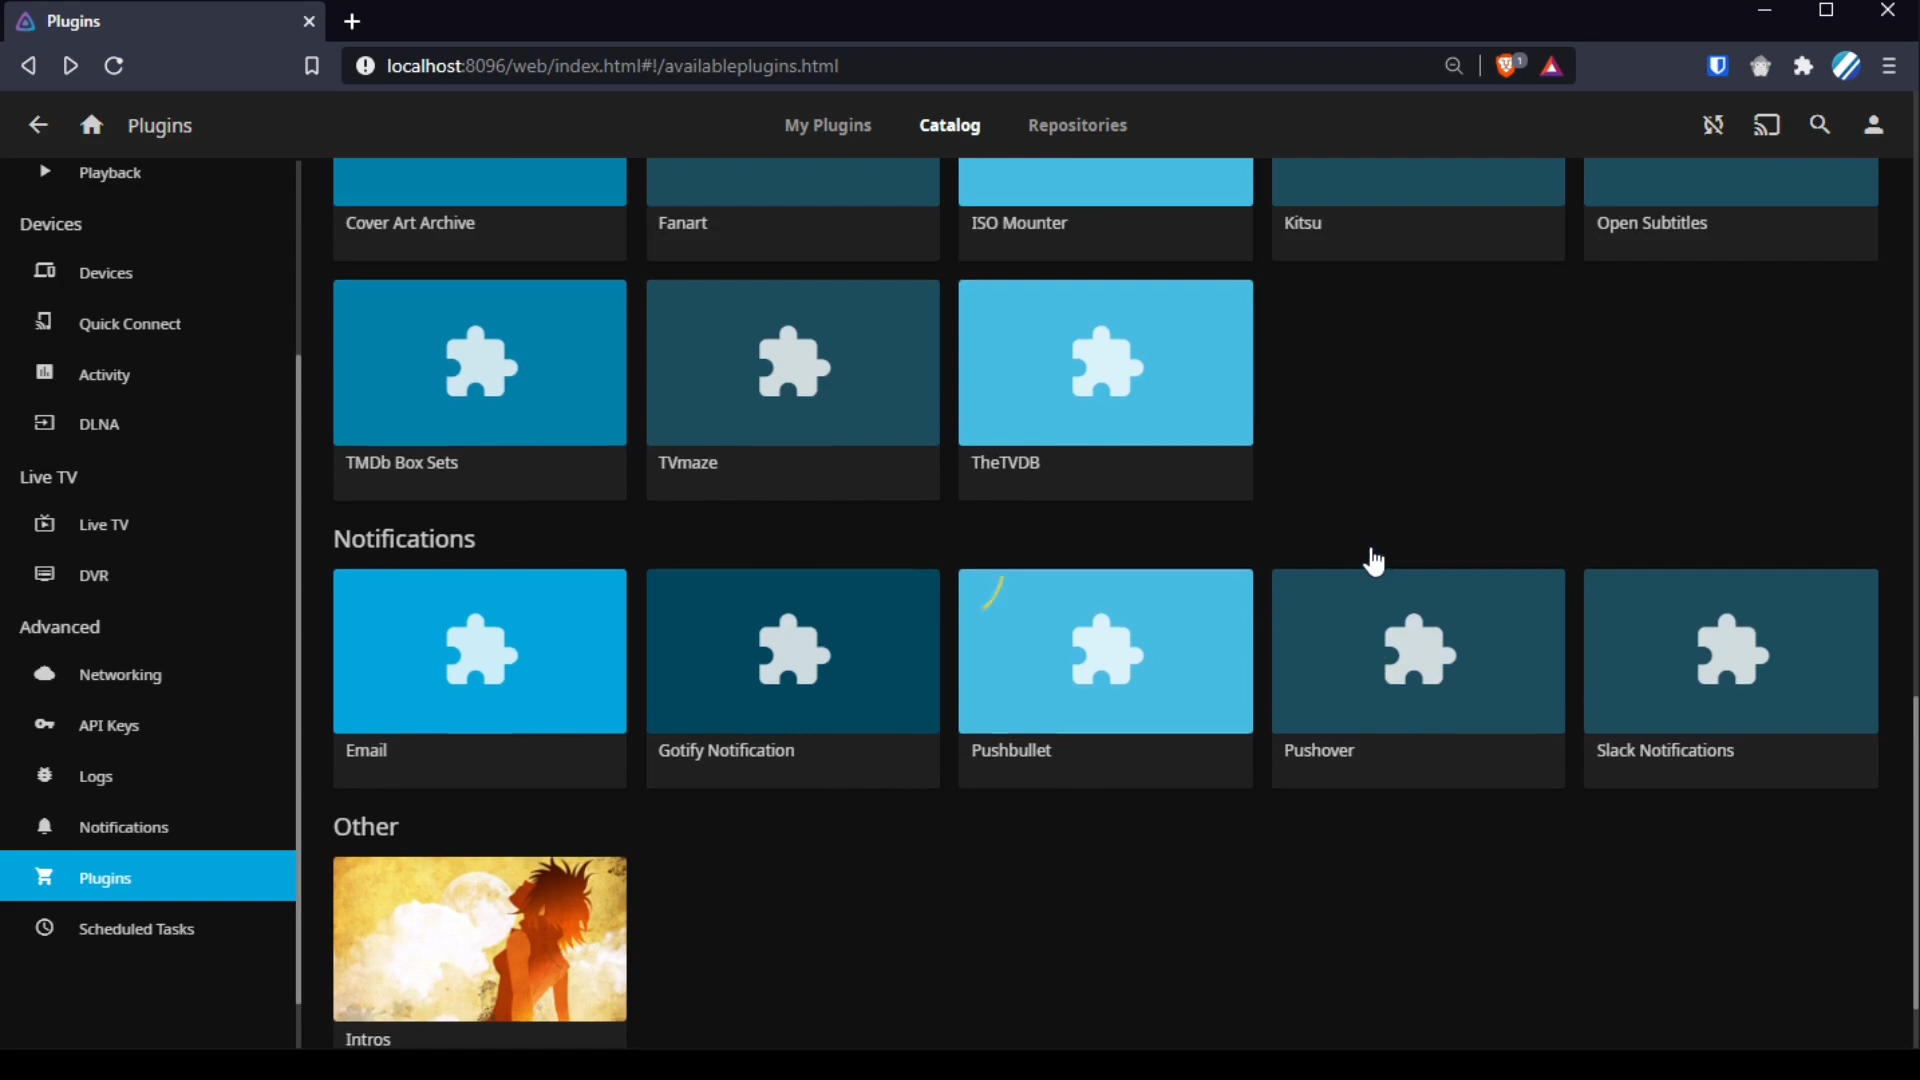 Plugins
localhost:8096/web/index.html#!/availableplugins.html
1
Plugins
My Plugins
Catalog
Repositories
Playback
Devices
Devices
Quick Connect
Activity
DLNA
Live TV
Live TV
DVR
Advanced
Networking
API Keys
Logs
Notifications
Plugins
Scheduled Tasks
Cover Art Archive
Fanart
ISO Mounter
Kitsu
Open Subtitles
TMDb Box Sets
TVmaze
TheTVDB
Notifications
Email
Gotify Notification
Pushbullet
Pushover
Slack Notifications
Other
Intros